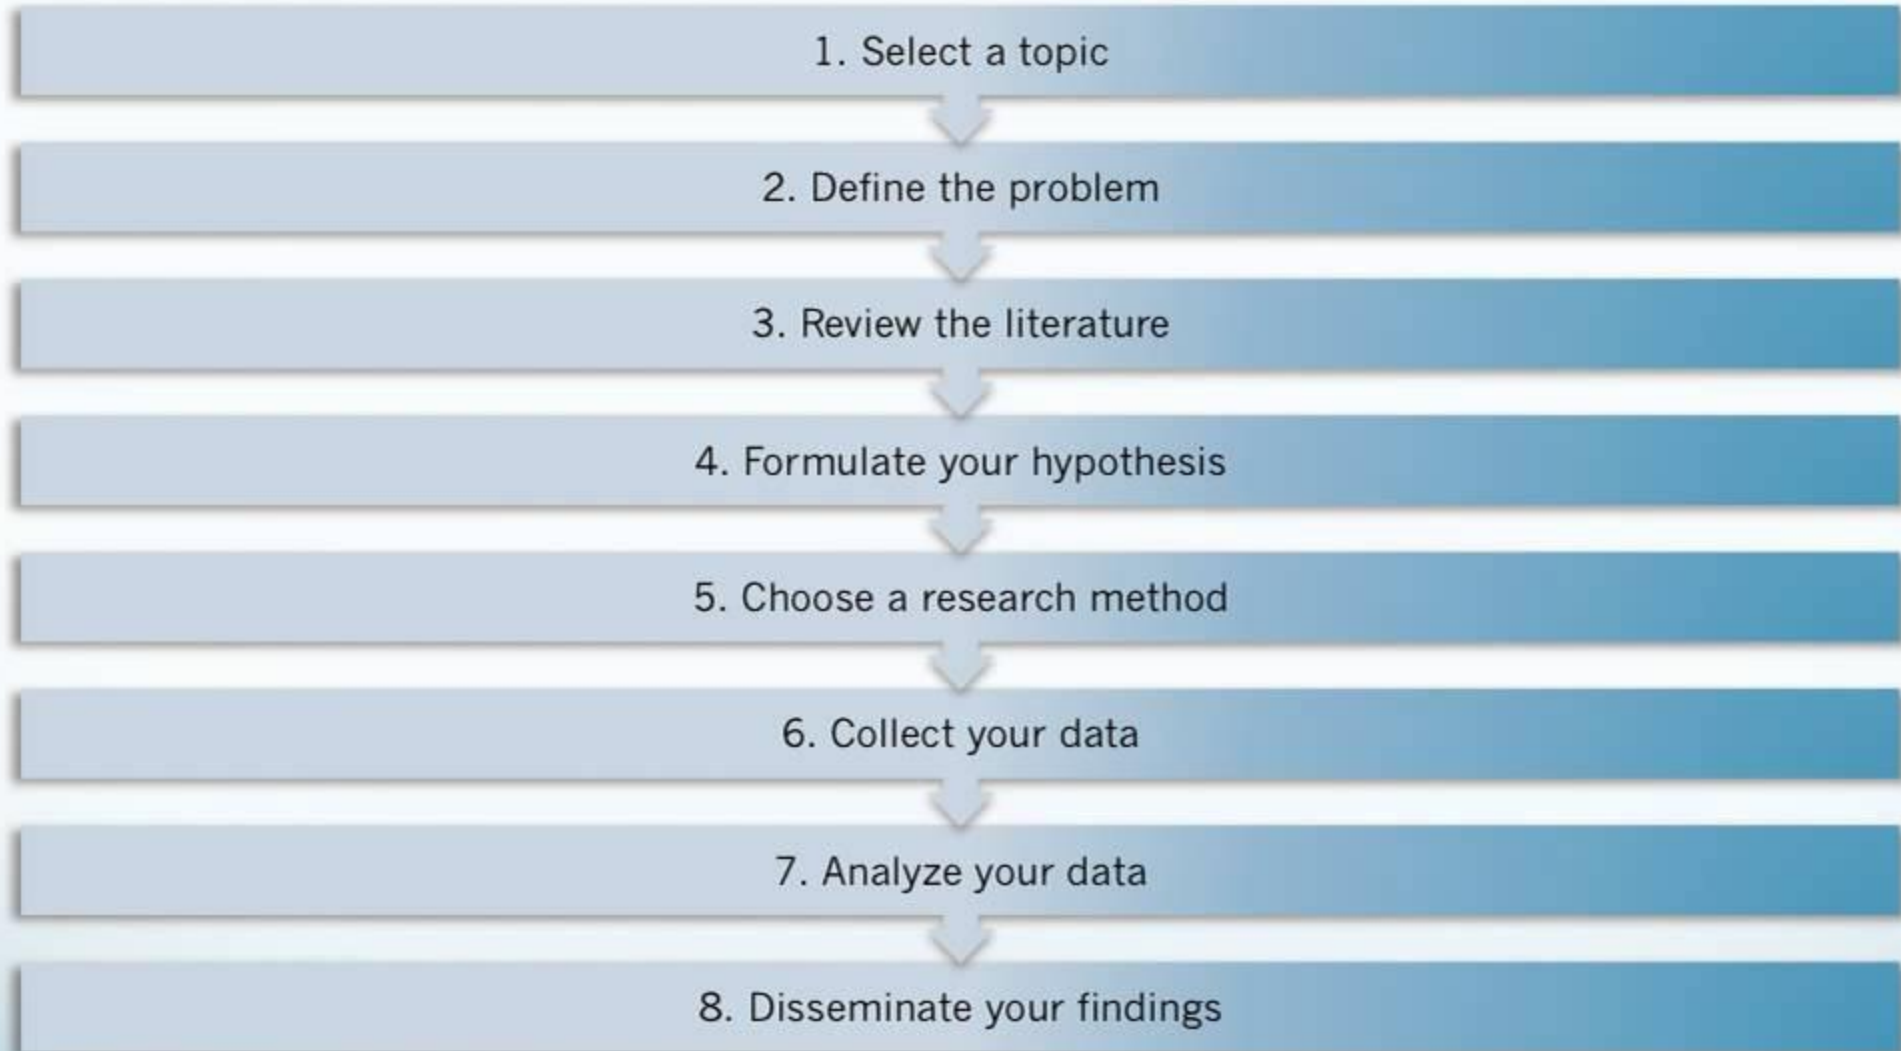 1. Select a topic
2. Define the problem
3. Review the literature
4. Formulate your hypothesis
5. Choose a research method
6. Collect your data
7. Analyze your data
8. Disseminate your findings